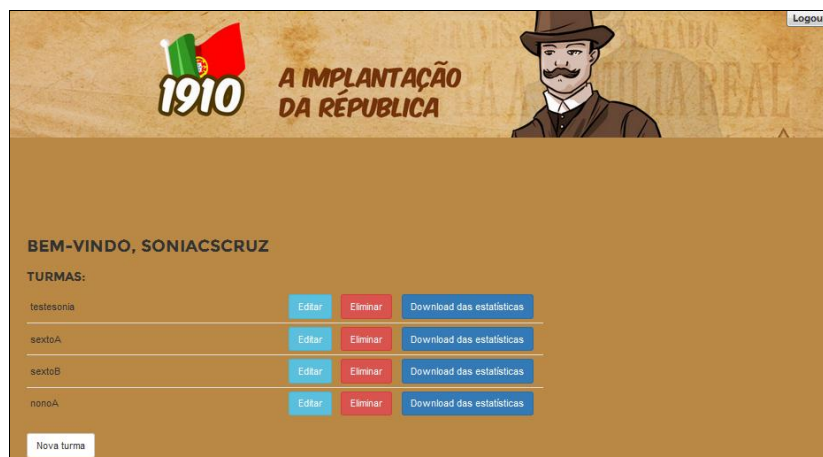 Logou
1910
A IMPLANTAÇÃO
DA RÉPUBLICA
BEM-VINDO, SONIACSCRUZ
TURMAS:
testesonia Editar Eliminar Download das estatísticas
sextoA Editar Eliminar Download das estatísticas
sextoB Editar Eliminar Download das estatísticas
nonoA Editar Eliminar Download das estatísticas
Nova turma